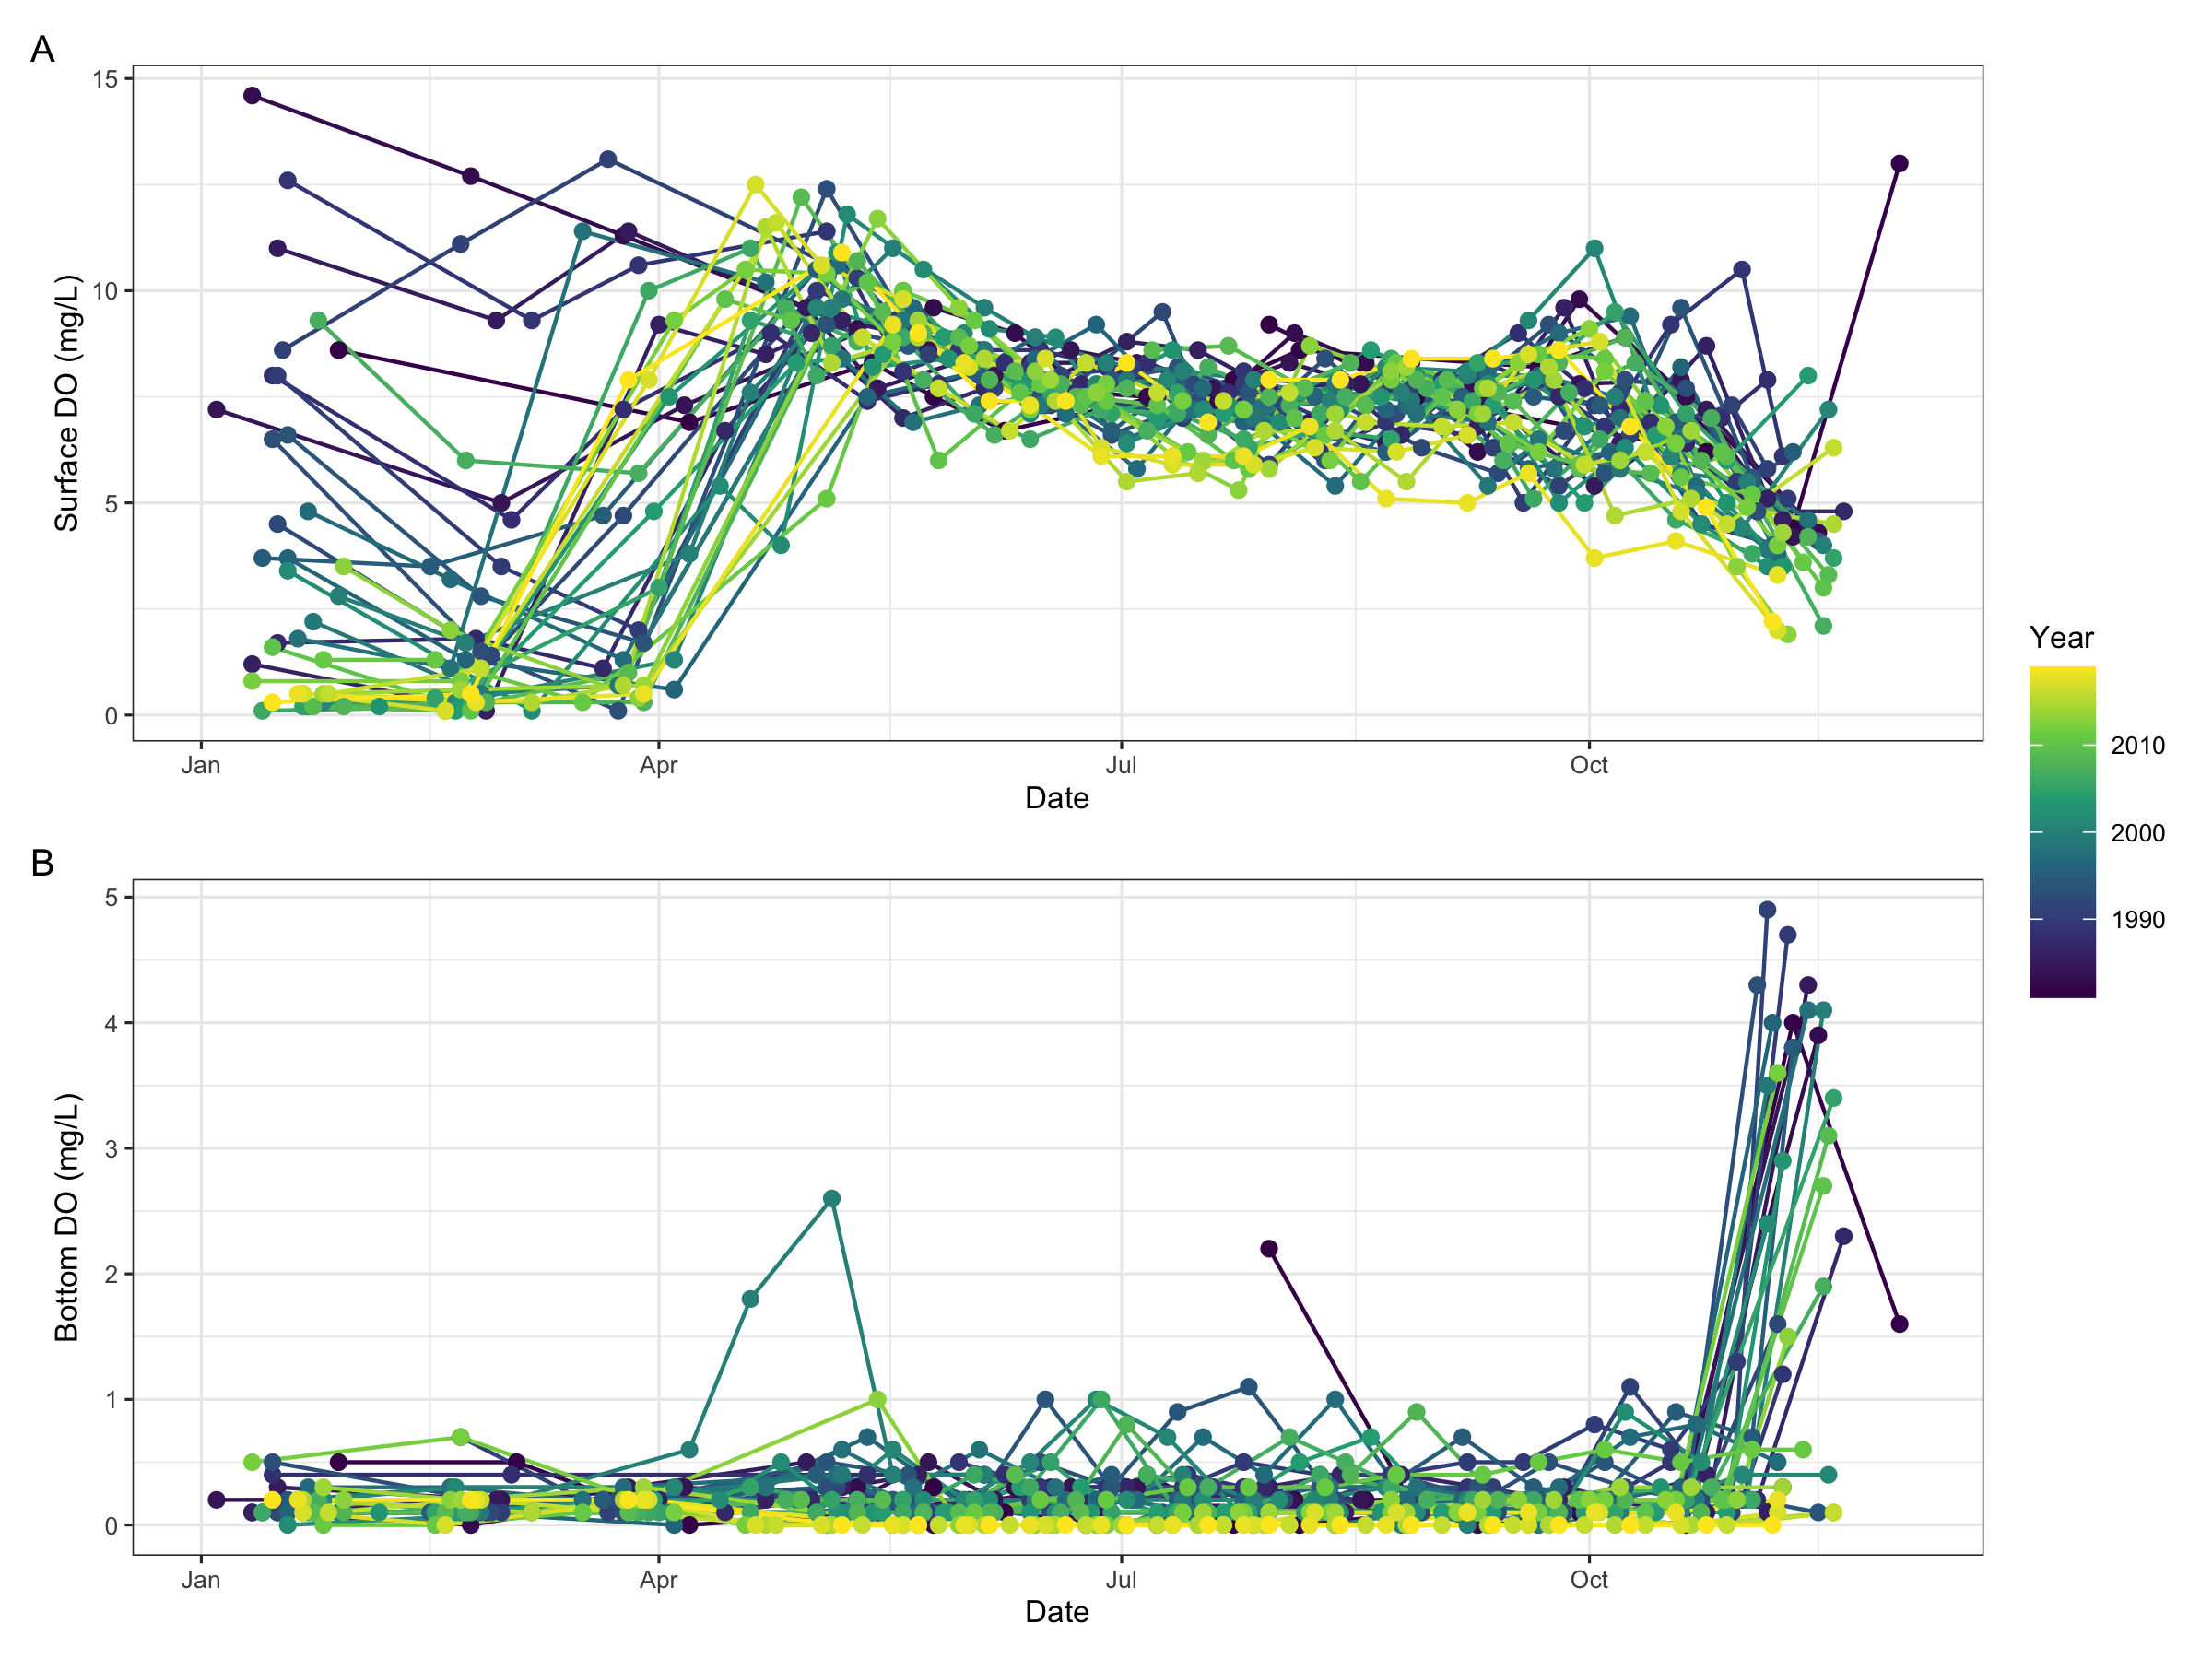 A
15
10
5
0
Surface DO (mg/L)
Jan
Apr
Jul
Oct
Date
B
5
4
3
2
1
0
Bottom DO (mg/L)
Jan
Apr
Jul
Oct
Date
Year
2010
2000
1990